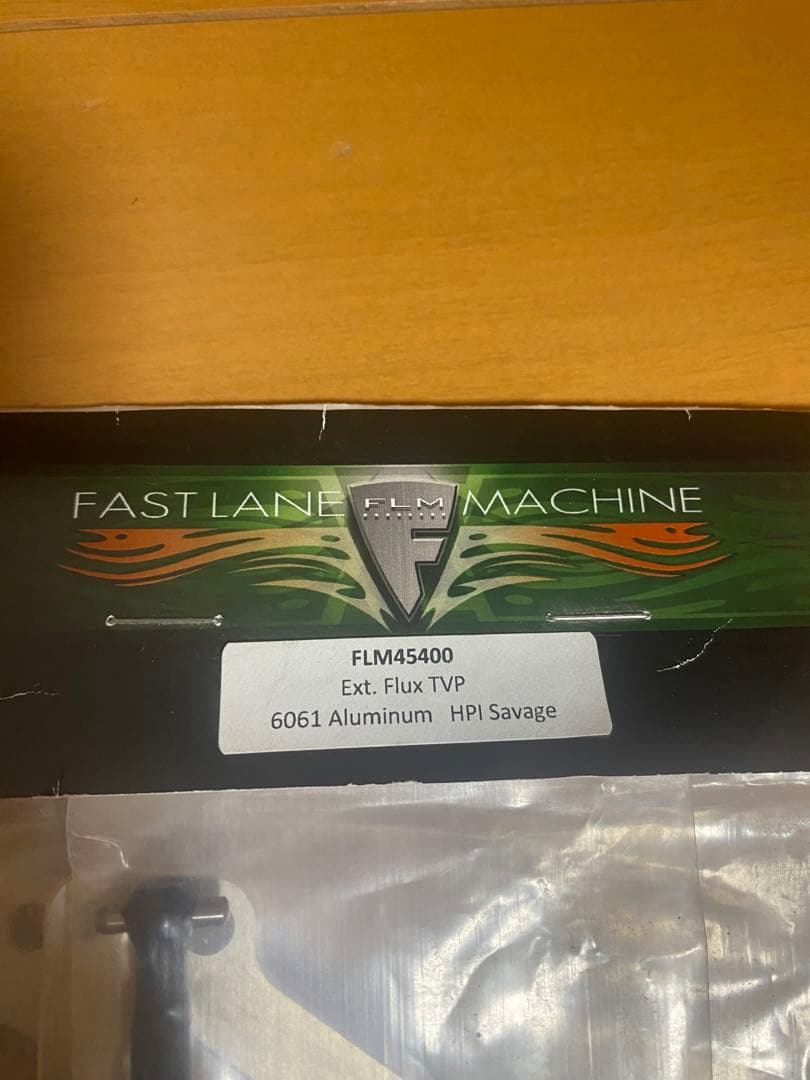 FAST LANE FLM MACHINE
F
FLM45400
Ext. Flux TVP
6061 Aluminum HPI Savage